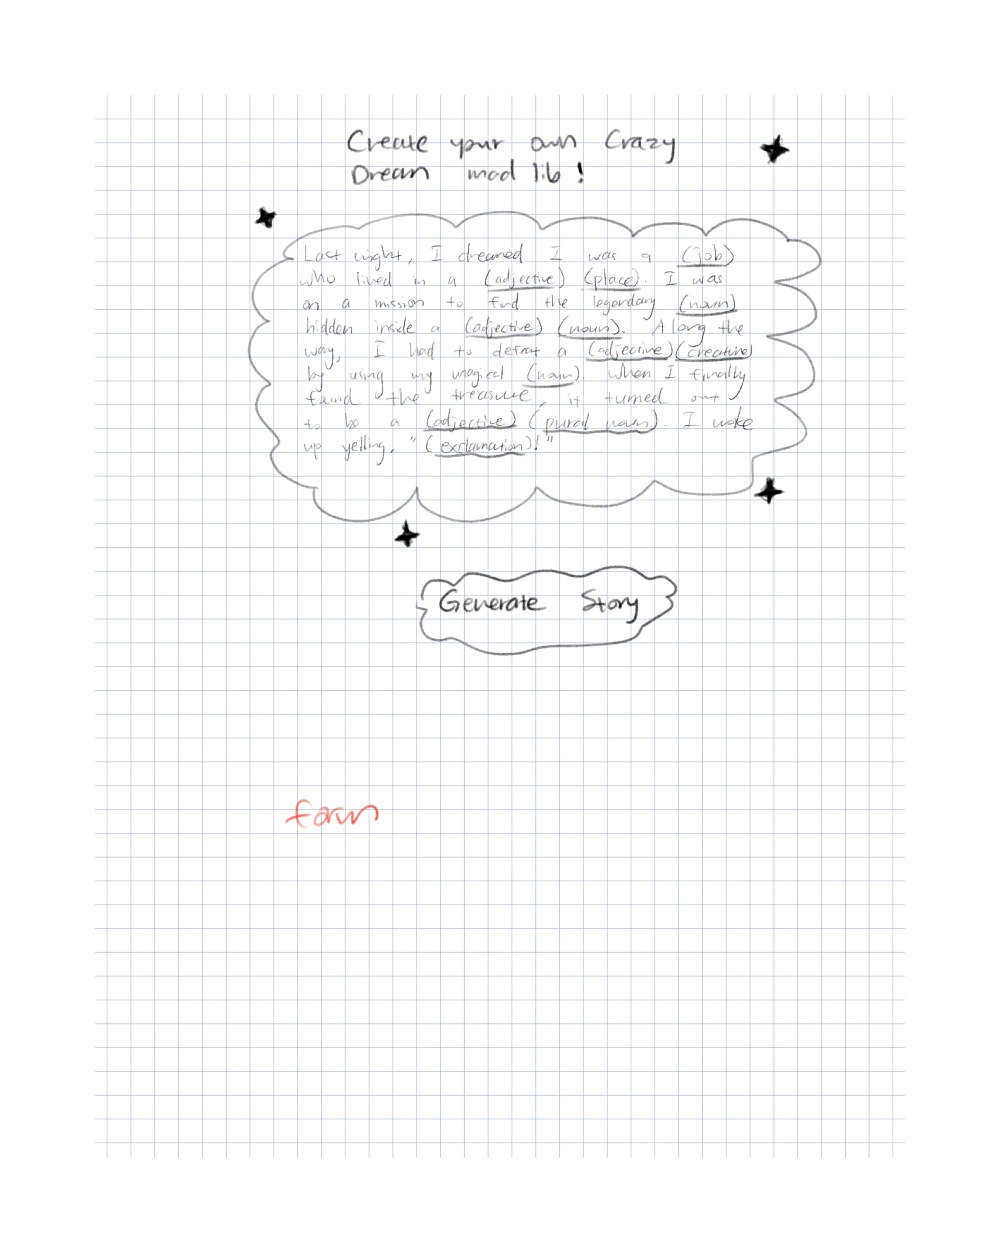 Create your own Crazy
Dream mad lib!
Last night, I dreamed I was a (job)
who lived in a (adjective) (place). I was
on a mission to find the legendary (noun)
hidden inside a (adjective) (noun). Along the
way, I had to defeat a (adjective) (creature)
by using my magical (noun). When I finally
found the treasure, it turned out
to be a (adjective) (pural noun). I woke
up yelling, "(exclamation)!"
Generate Story